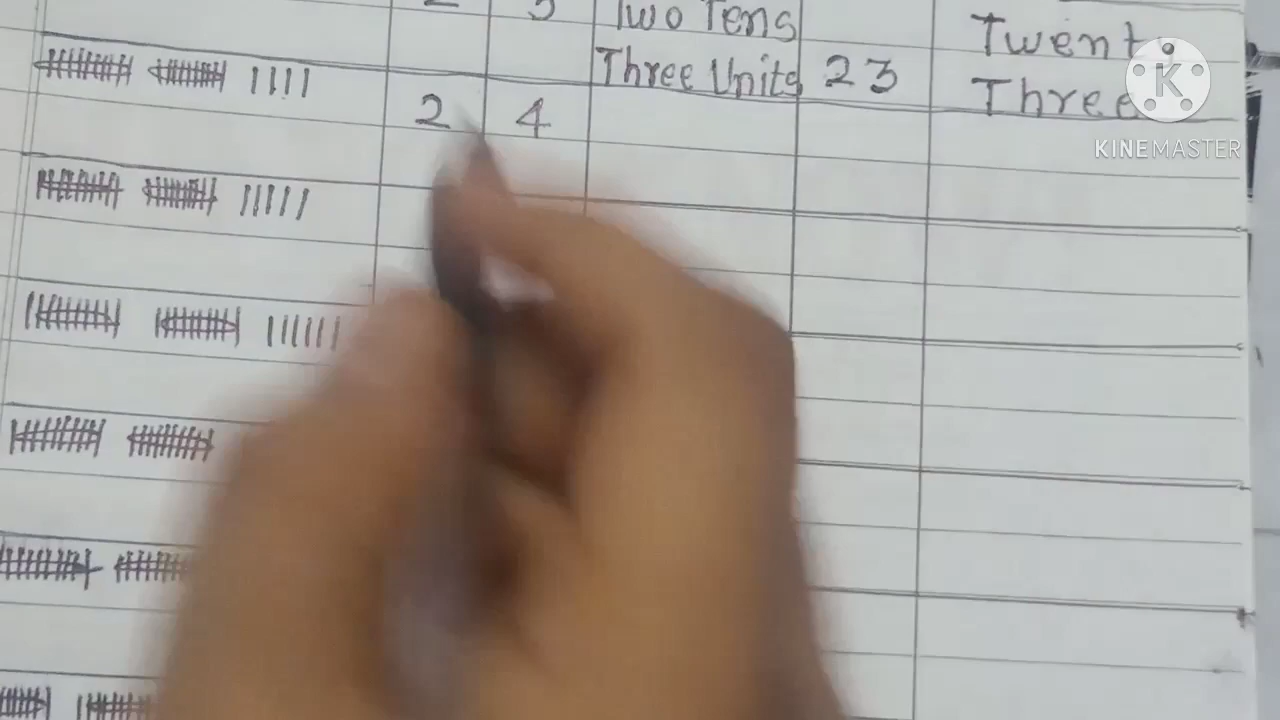 Two Tens
Three Units 23
Twenty
Three
2 4
K
KINEMASTER